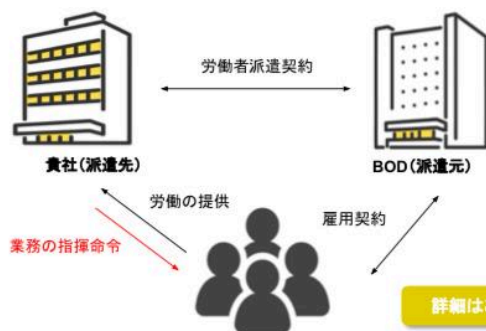 労働者派遣契約
貴社(派遣先)
BOD(派遣元)
労働の提供
雇用契約
業務の指揮命令
詳細は